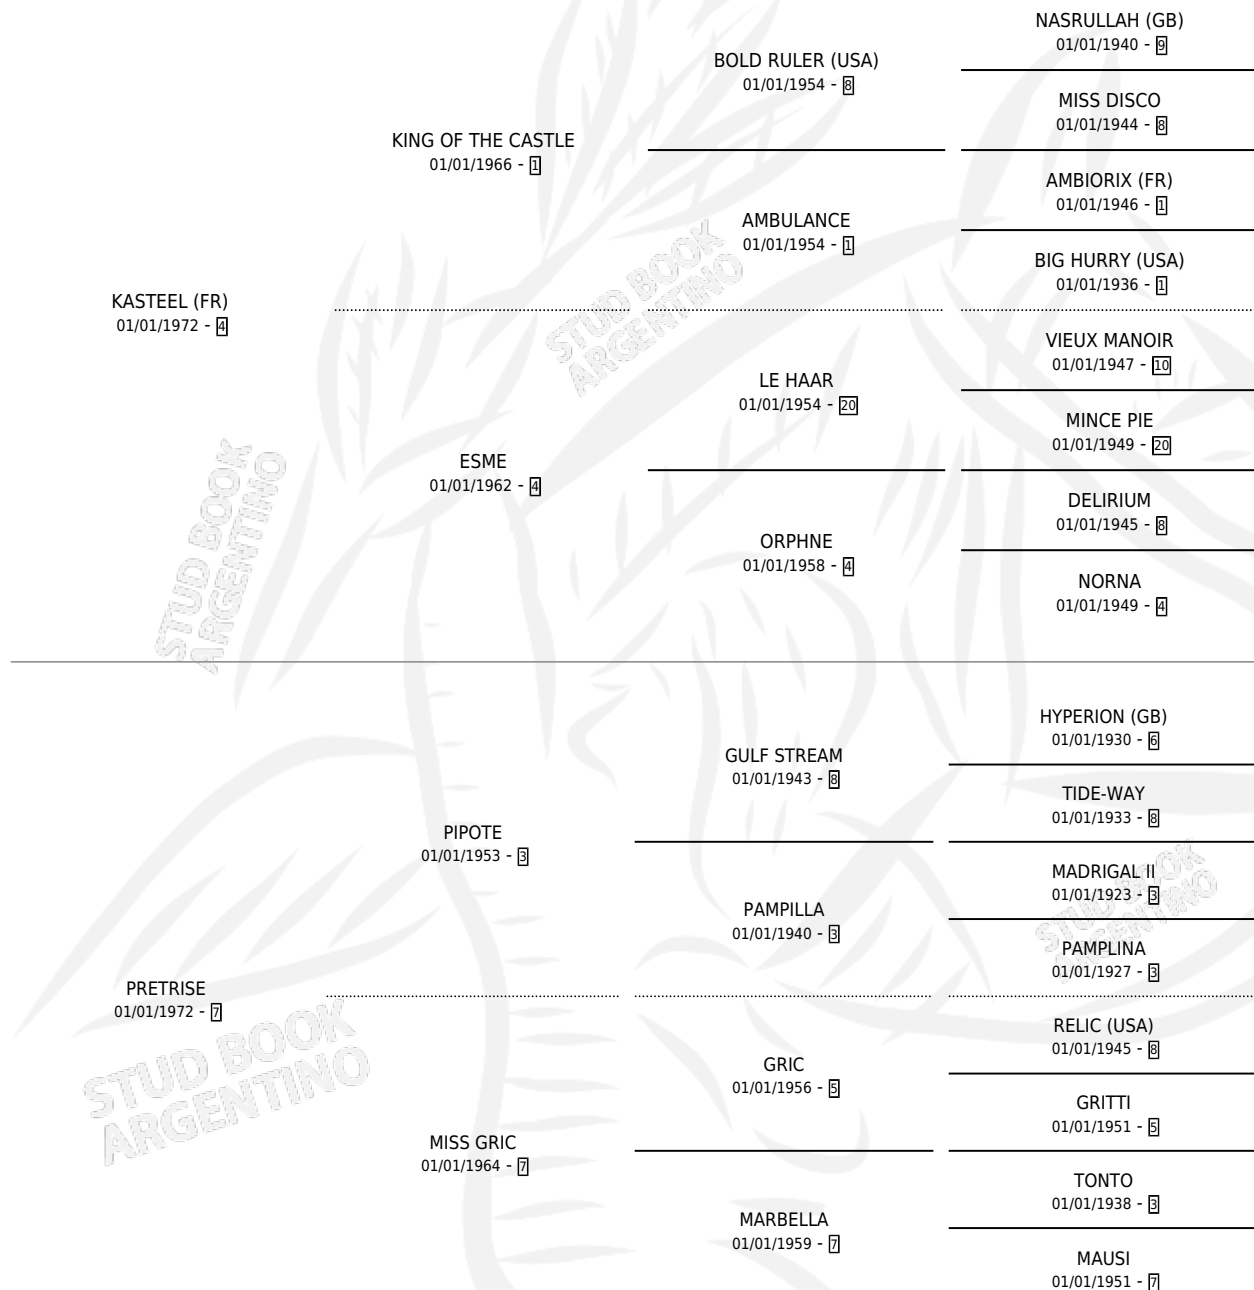 NASRULLAH (GB)
01/01/1940 - 9
BOLD RULER (USA)
01/01/1954 - 8
MISS DISCO
01/01/1944 - 8
KING OF THE CASTLE
01/01/1966 - 1
AMBIORIX (FR)
01/01/1946 - 1
AMBULANCE
01/01/1954 - 1
BIG HURRY (USA)
01/01/1936 - 1
KASTEEL (FR)
01/01/1972 - 4
VIEUX MANOIR
01/01/1947 - 10
LE HAAR
01/01/1954 - 20
MINCE PIE
01/01/1949 - 20
ESME
01/01/1962 - 4
DELIRIUM
01/01/1945 - 8
ORPHNE
01/01/1958 - 4
NORNA
01/01/1949 - 4
STUD BOOK
ARGENTINO
STUD BOOK
ARGENTINO
HYPERION (GB)
01/01/1930 - 6
GULF STREAM
01/01/1943 - 8
TIDE-WAY
01/01/1933 - 8
PIPOTE
01/01/1953 - 3
MADRIGAL II
01/01/1923 - 3
PAMPILLA
01/01/1940 - 3
PAMPLINA
01/01/1927 - 3
PRETRISE
01/01/1972 - 7
RELIC (USA)
01/01/1945 - 8
GRIC
01/01/1956 - 5
GRITTI
01/01/1951 - 5
MISS GRIC
01/01/1964 - 7
TONTO
01/01/1938 - 3
MARBELLA
01/01/1959 - 7
MAUSI
01/01/1951 - 7
STUD BOOK
ARGENTINO
STUD BOOK
ARGENTINO